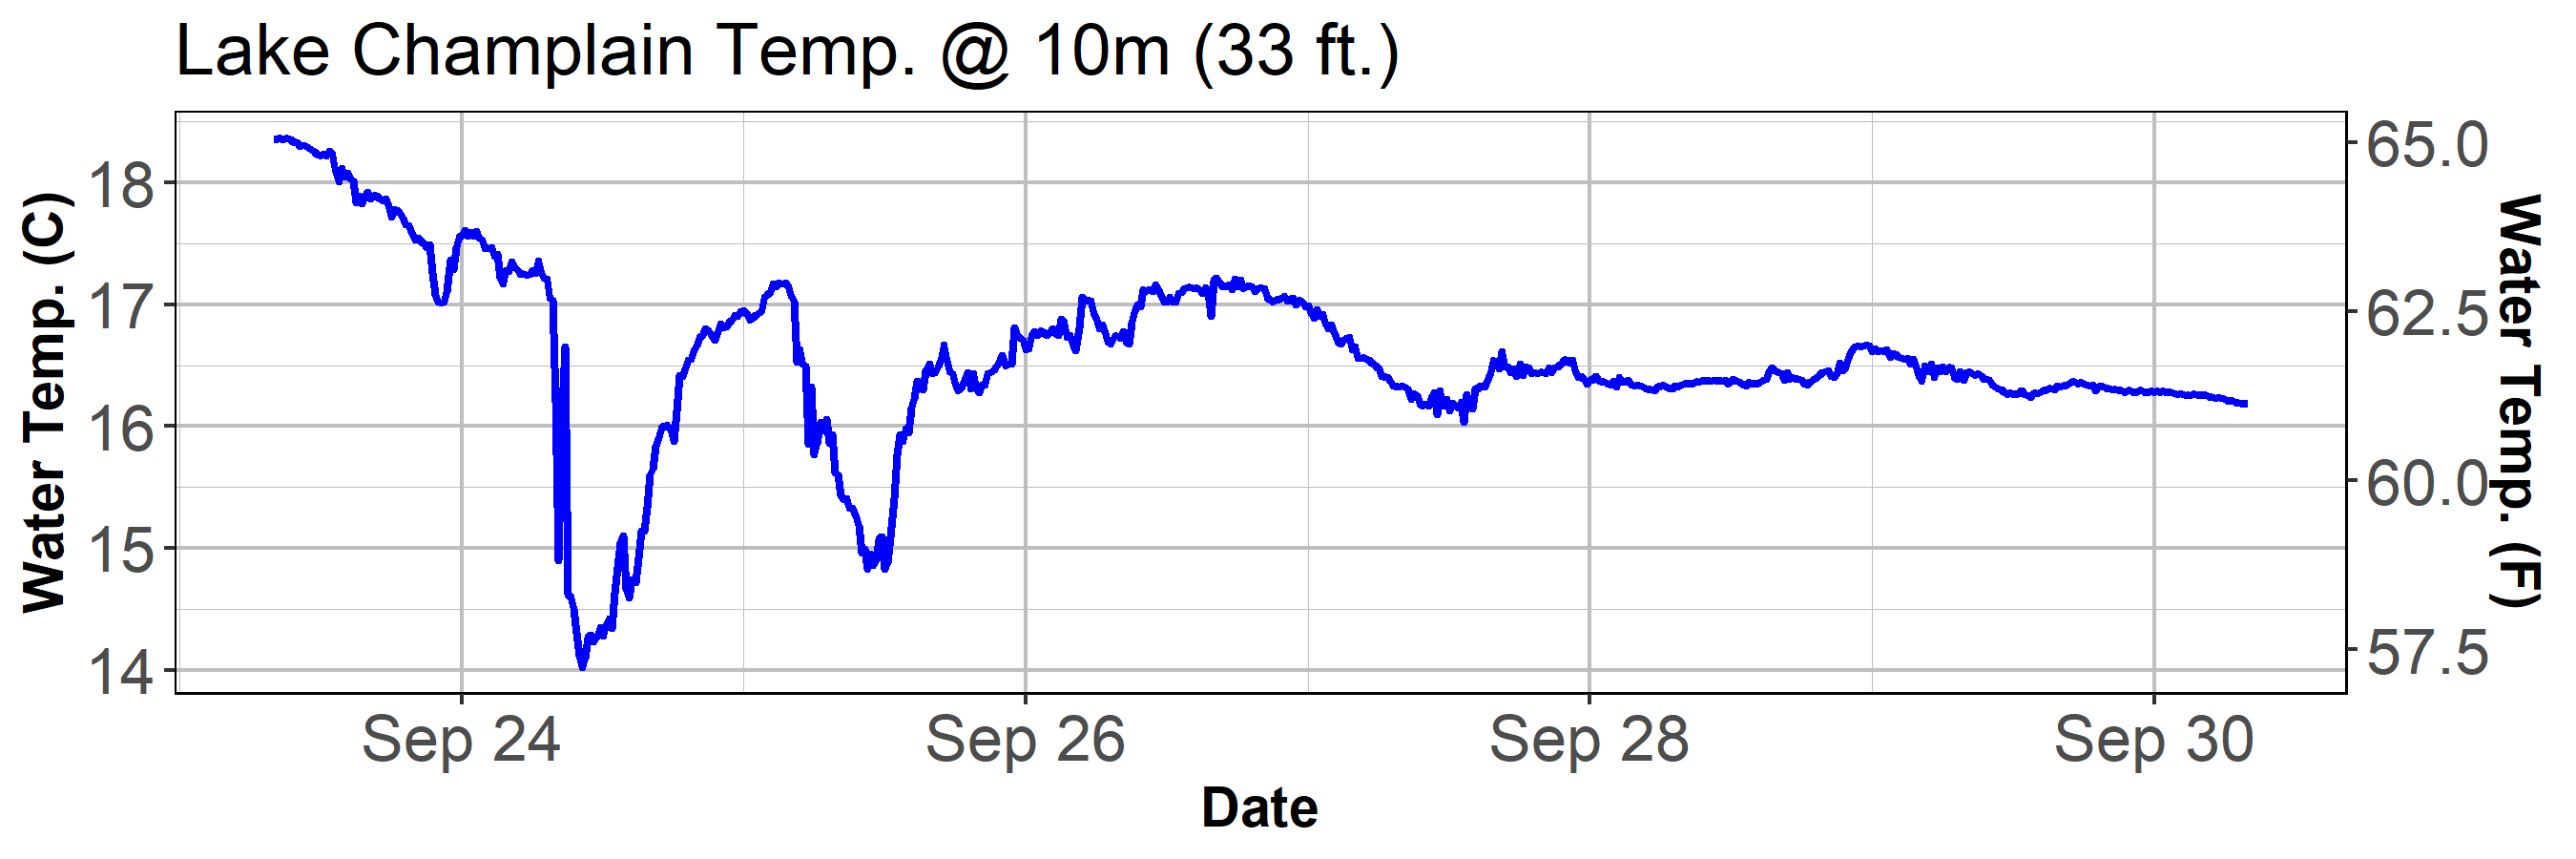 Lake Champlain Temp. @ 10m (33 ft.)
Water Temp. (C)
18
17
16
15
14
65.0
62.5
60.0
57.5
Water Temp. (F)
Sep 24
Sep 26
Sep 28
Sep 30
Date